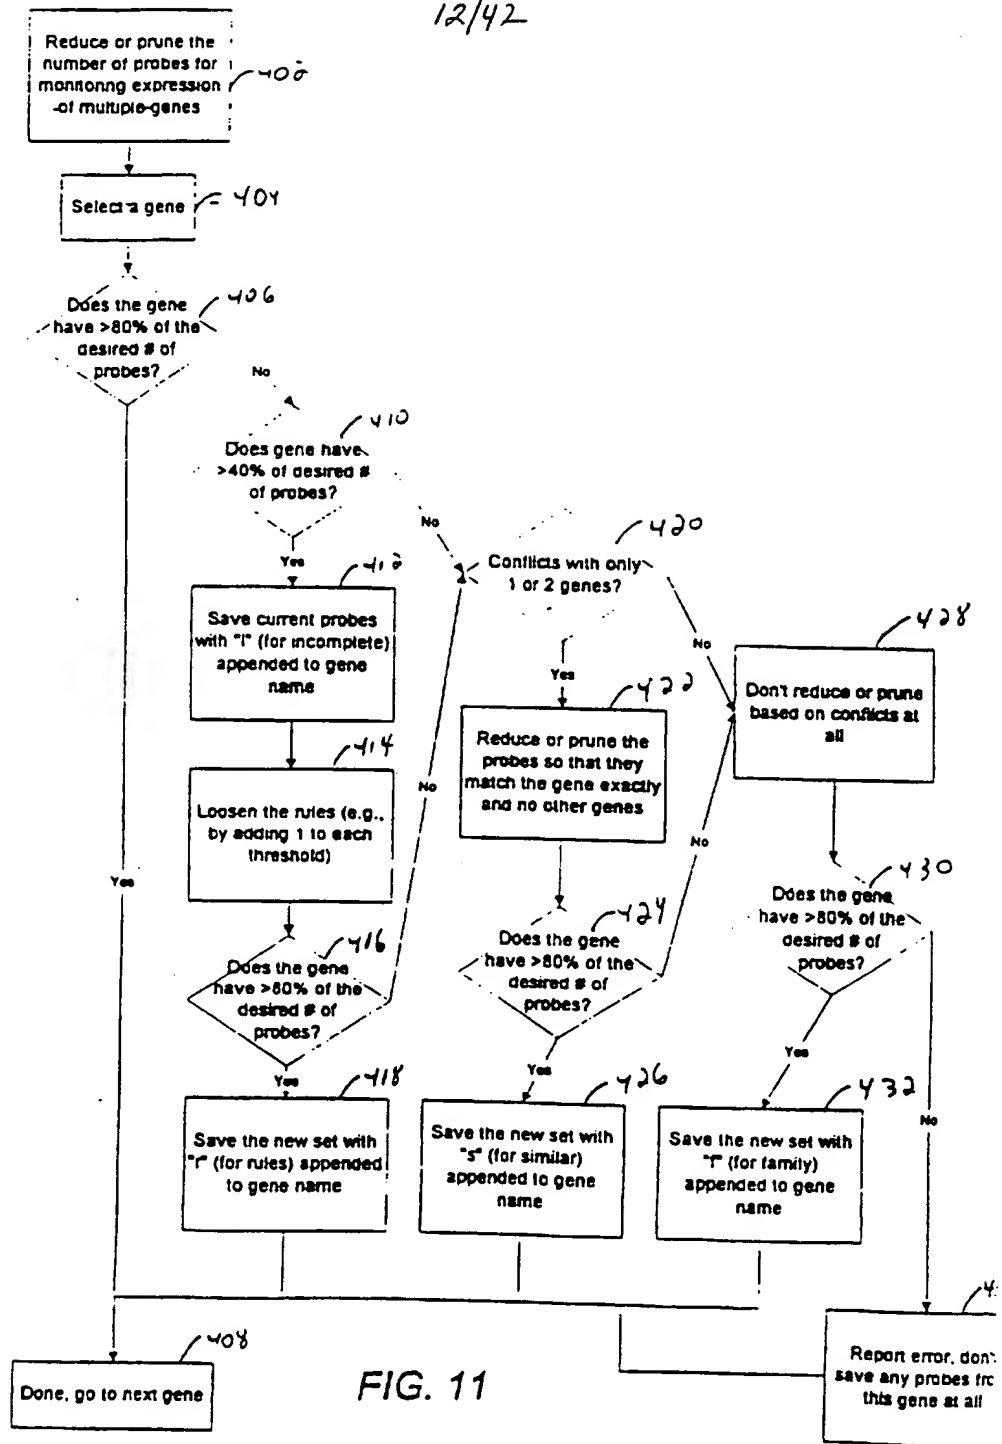 12/42
Reduce or prune the
number of probes for
monitoring expression
of multiple-genes
402
Select a gene
404
Does the gene
have >80% of the
desired # of
probes?
406
No
Does gene have
>40% of desired #
of probes?
410
No
Yes
Conflicts with only
1 or 2 genes?
420
Save current probes
with "i" (for incomplete)
appended to gene
name
412
No
Yes
Don't reduce or prune
based on conflicts at
all
428
Reduce or prune the
probes so that they
match the gene exactly
and no other genes
422
Loosen the rules (e.g.,
by adding 1 to each
threshold)
414
No
No
Yes
Does the gene
have >80% of the
desired # of
probes?
430
Does the gene
have >80% of the
desired # of
probes?
424
Does the gene
have >80% of the
desired # of
probes?
416
Yes
Yes
Yes
No
Save the new set with
"r" (for rules) appended
to gene name
418
Save the new set with
"s" (for similar)
appended to gene
name
426
Save the new set with
"f" (for family)
appended to gene
name
432
Report error, don't
save any probes
this gene at all
Done, go to next gene
408
FIG. 11